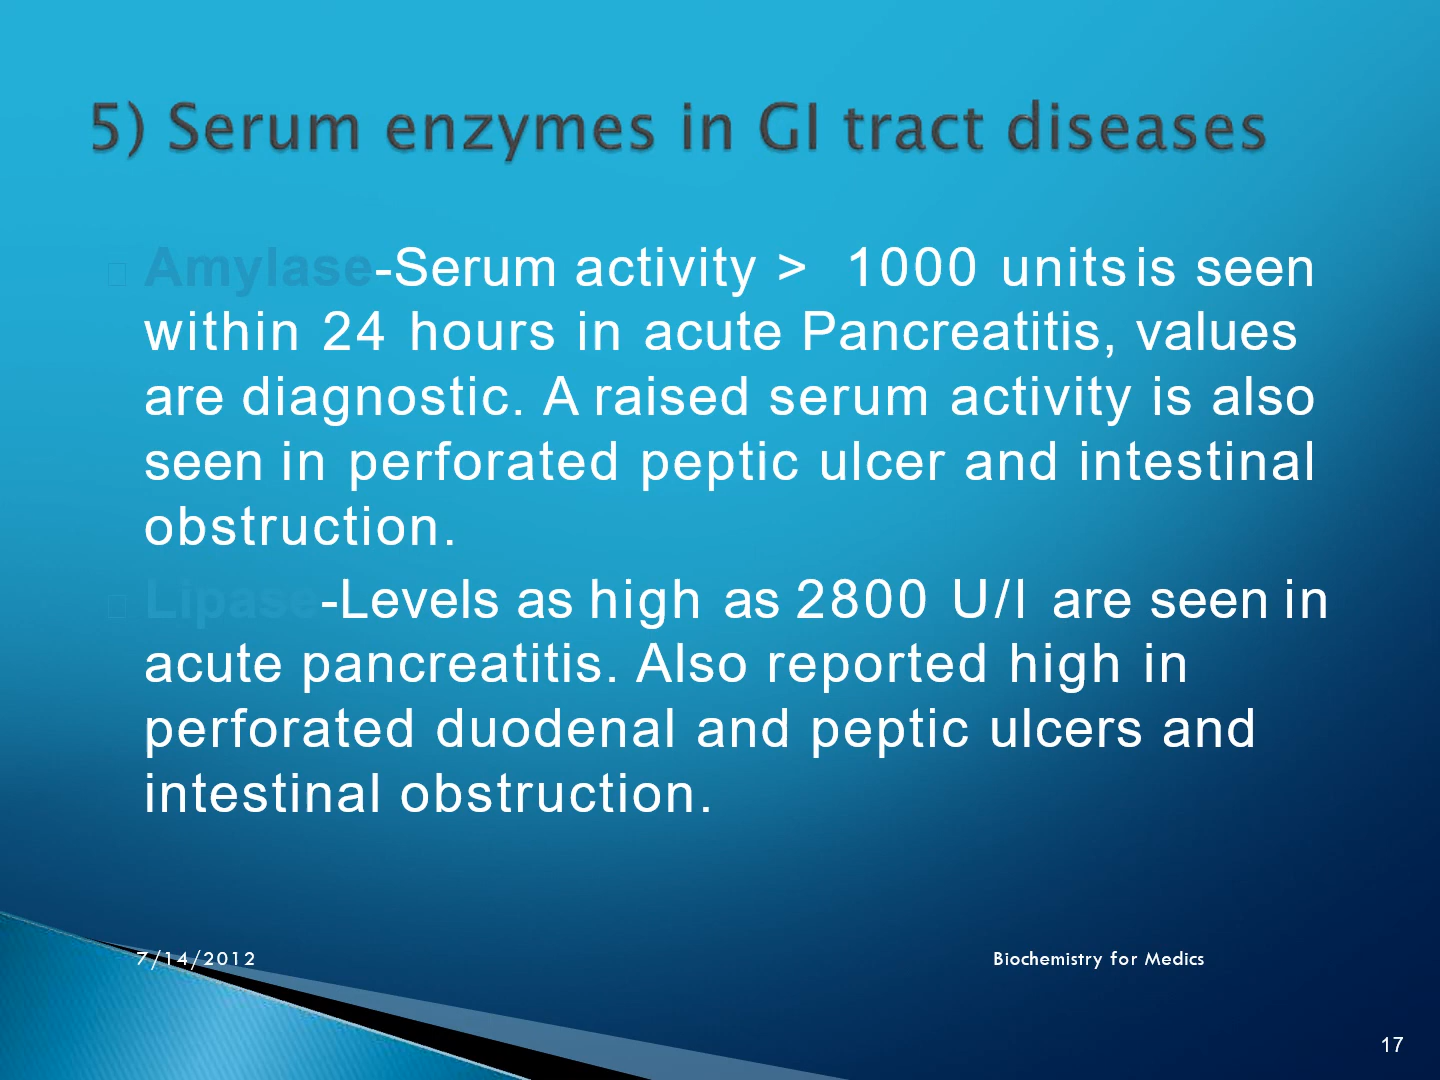 5) Serum enzymes in GI tract diseases
Amylase-Serum activity > 1000 units is seen
within 24 hours in acute Pancreatitis, values
are diagnostic. A raised serum activity is also
seen in perforated peptic ulcer and intestinal
obstruction.
Lipase-Levels as high as 2800 U/l are seen in
acute pancreatitis. Also reported high in
perforated duodenal and peptic ulcers and
intestinal obstruction.
7/14/2012
Biochemistry for Medics
17